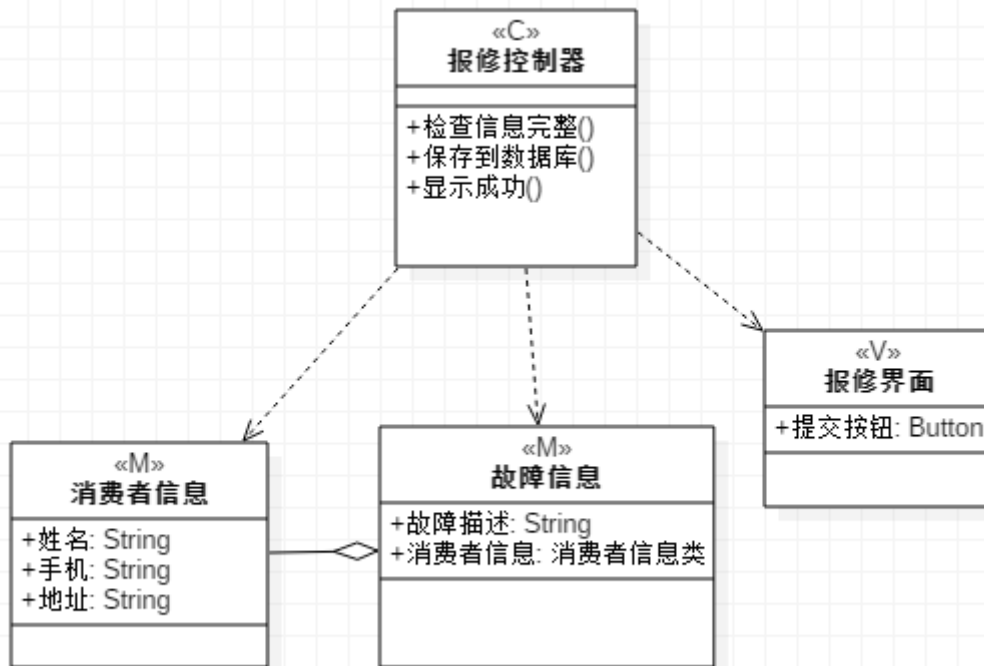 «C»
报修控制器
+检查信息完整()
+保存到数据库()
+显示成功()
«V»
报修界面
+提交按钮: Button
«M»
消费者信息
+姓名: String
+手机: String
+地址: String
«M»
故障信息
+故障描述: String
+消费者信息: 消费者信息类